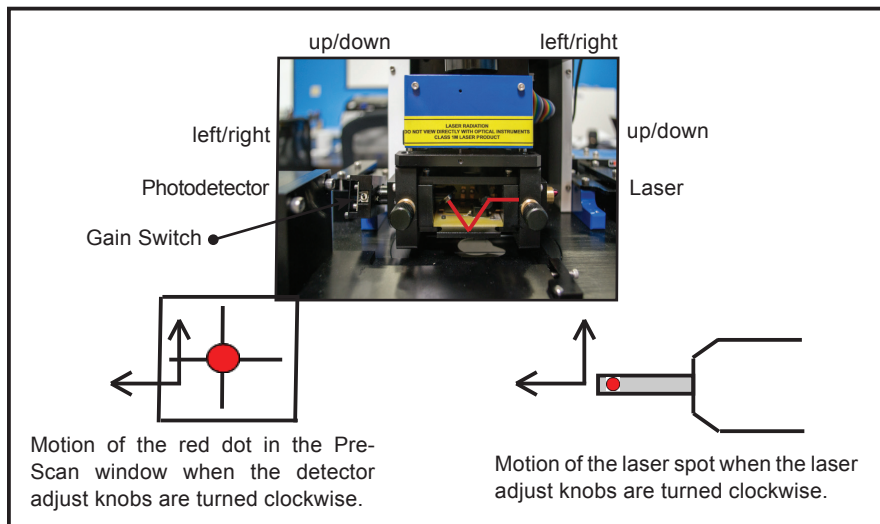 up/down
left/right
LASER RADIATION
DO NOT VIEW DIRECTLY WITH OPTICAL INSTRUMENTS
CLASS 1M LASER PRODUCT
left/right
up/down
Photodetector
Laser
Gain Switch
Motion of the red dot in the Pre-
Scan window when the detector
adjust knobs are turned clockwise.
Motion of the laser spot when the laser
adjust knobs are turned clockwise.